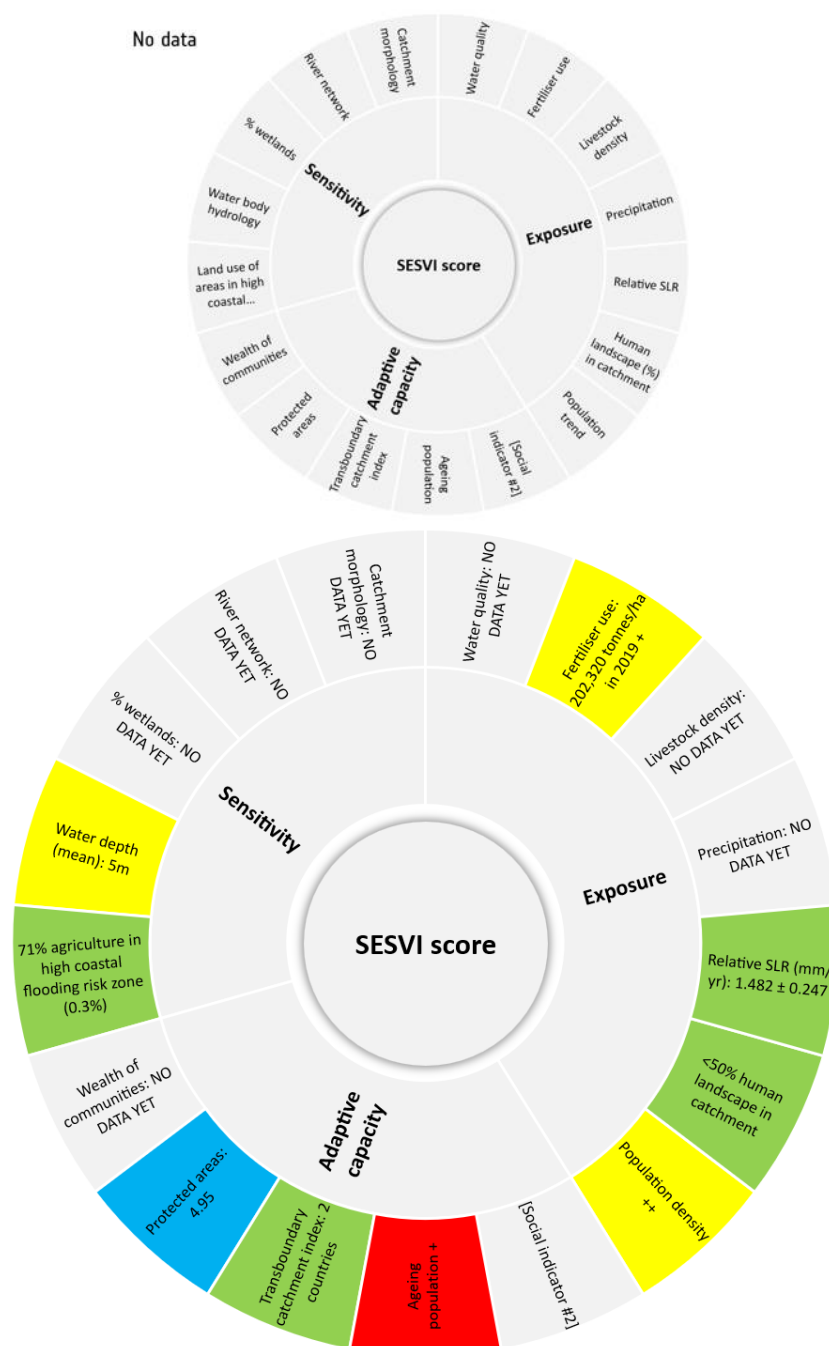 No data
Catchment
morphology
Water quality
Fertiliser use
Livestock
density
Precipitation
Relative SLR
Human
landscape (%)
in catchment
Population
trend
[Social
indicator #2]
Ageing
population
Transboundary
catchment
index
Protected
areas
Wealth of
communities
Land use of
areas in high
coastal...
Water body
hydrology
% wetlands
River network
Sensitivity
Exposure
Adaptive
capacity
SESVI score
Catchment
morphology: NO
DATA YET
Water quality: NO
DATA YET
Fertiliser use:
202,320 tonnes/ha
in 2019 +
Livestock density:
NO DATA YET
Precipitation: NO
DATA YET
Relative SLR (mm/
yr): 1.482 ± 0.247
<50% human
landscape in
catchment
Population density
++
[Social indicator #2]
Ageing
population +
Transboundary
catchment index: 2
countries
Protected areas:
4.95
Wealth of
communities: NO
DATA YET
71% agriculture in
high coastal
flooding risk zone
(0.3%)
Water depth
(mean): 5m
% wetlands: NO
DATA YET
River network: NO
DATA YET
Sensitivity
Exposure
Adaptive
capacity
SESVI score